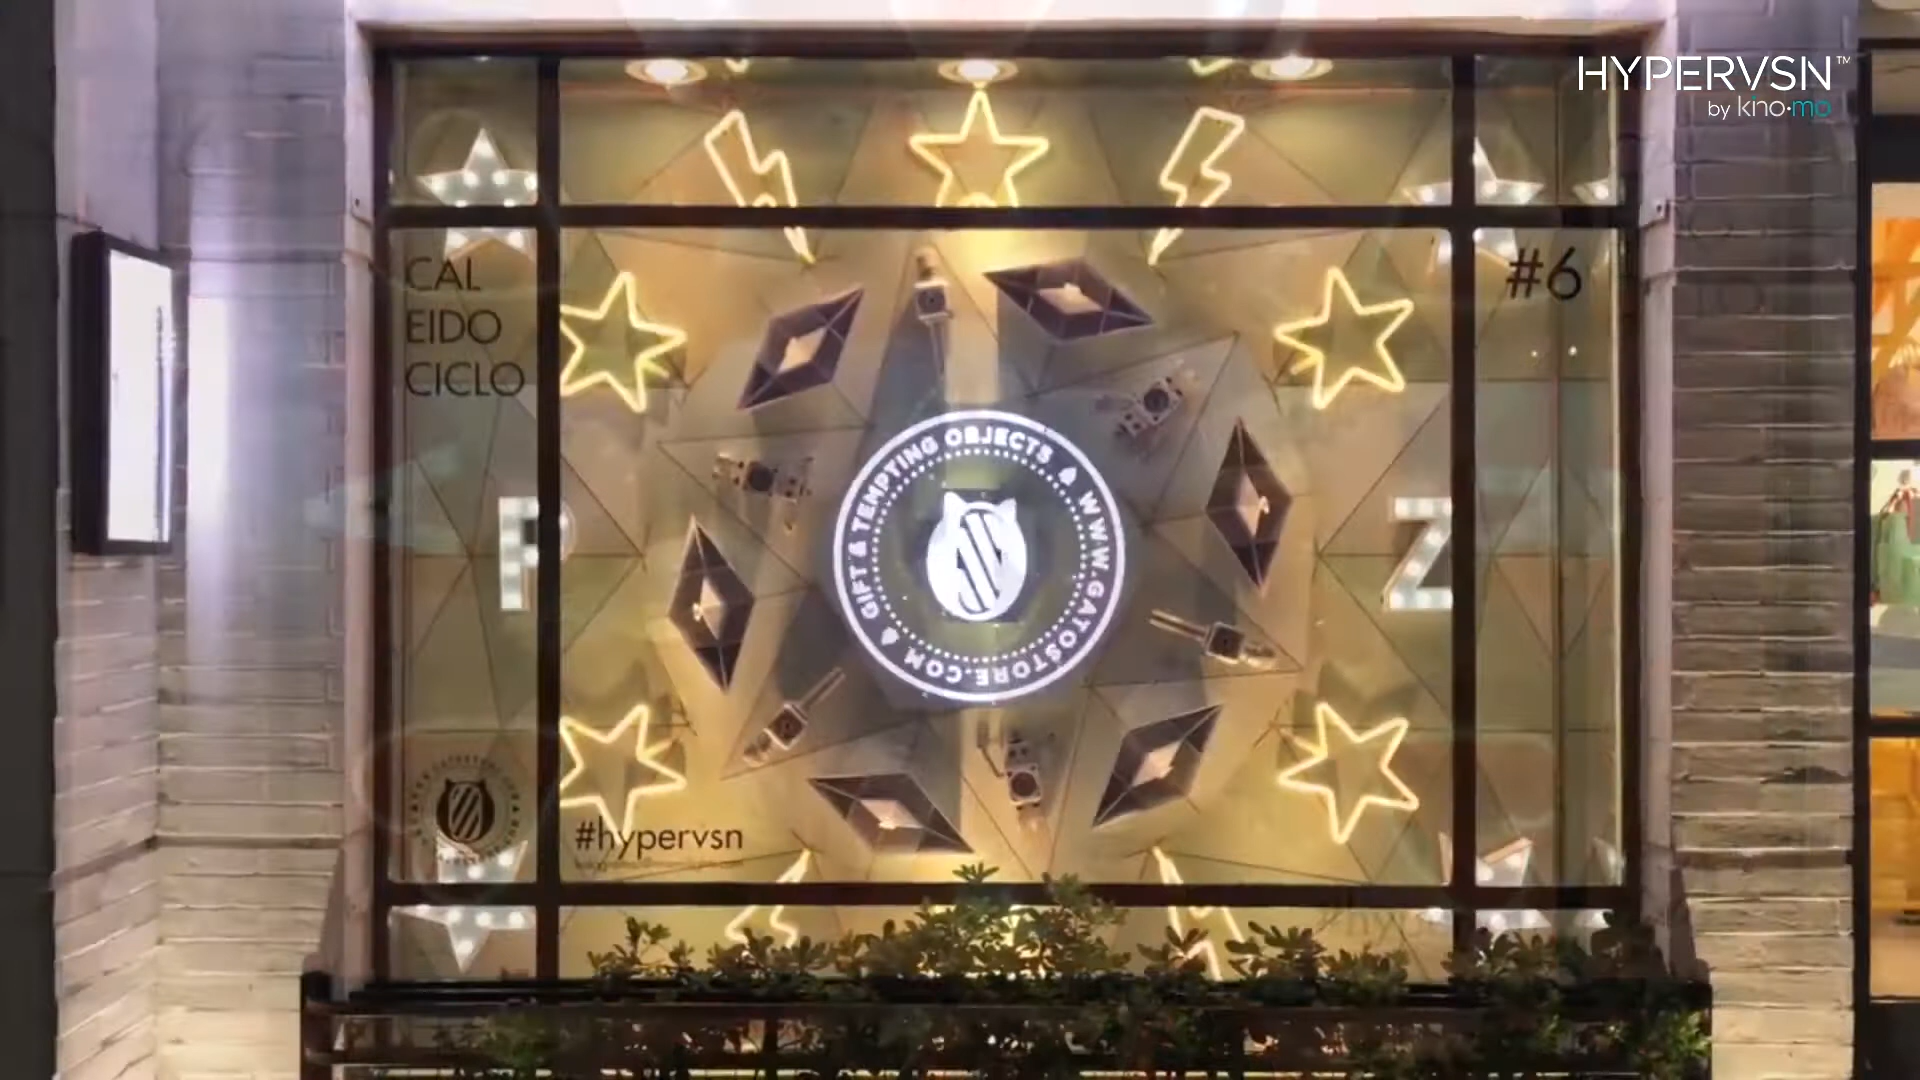 HYPERVSN™
by kino-mo
CAL
EIDO
CICLO
#6
GIFT & TEMPTING OBJECTS
WWW.GATOSTORE.COM
R
Z
#hypervsn